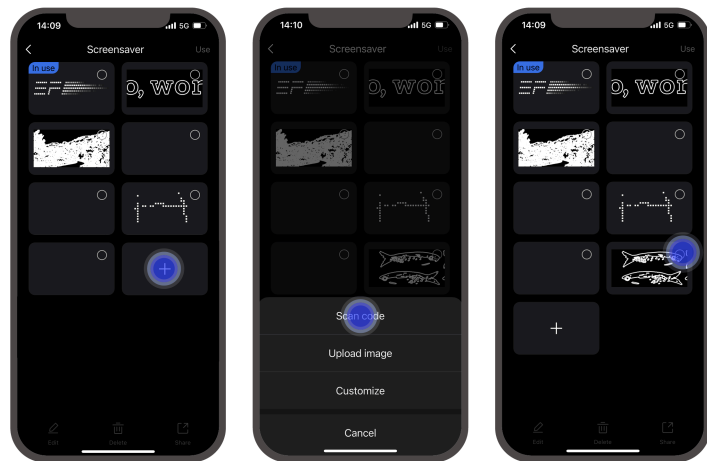 14:09
5G
Screensaver
Use
In use
o, wor
Edit
Delete
Share
14:10
5G
Screensaver
Use
In use
o, wor
Scan code
Upload image
Customize
Cancel
14:09
5G
Screensaver
Use
In use
o, wor
Edit
Delete
Share